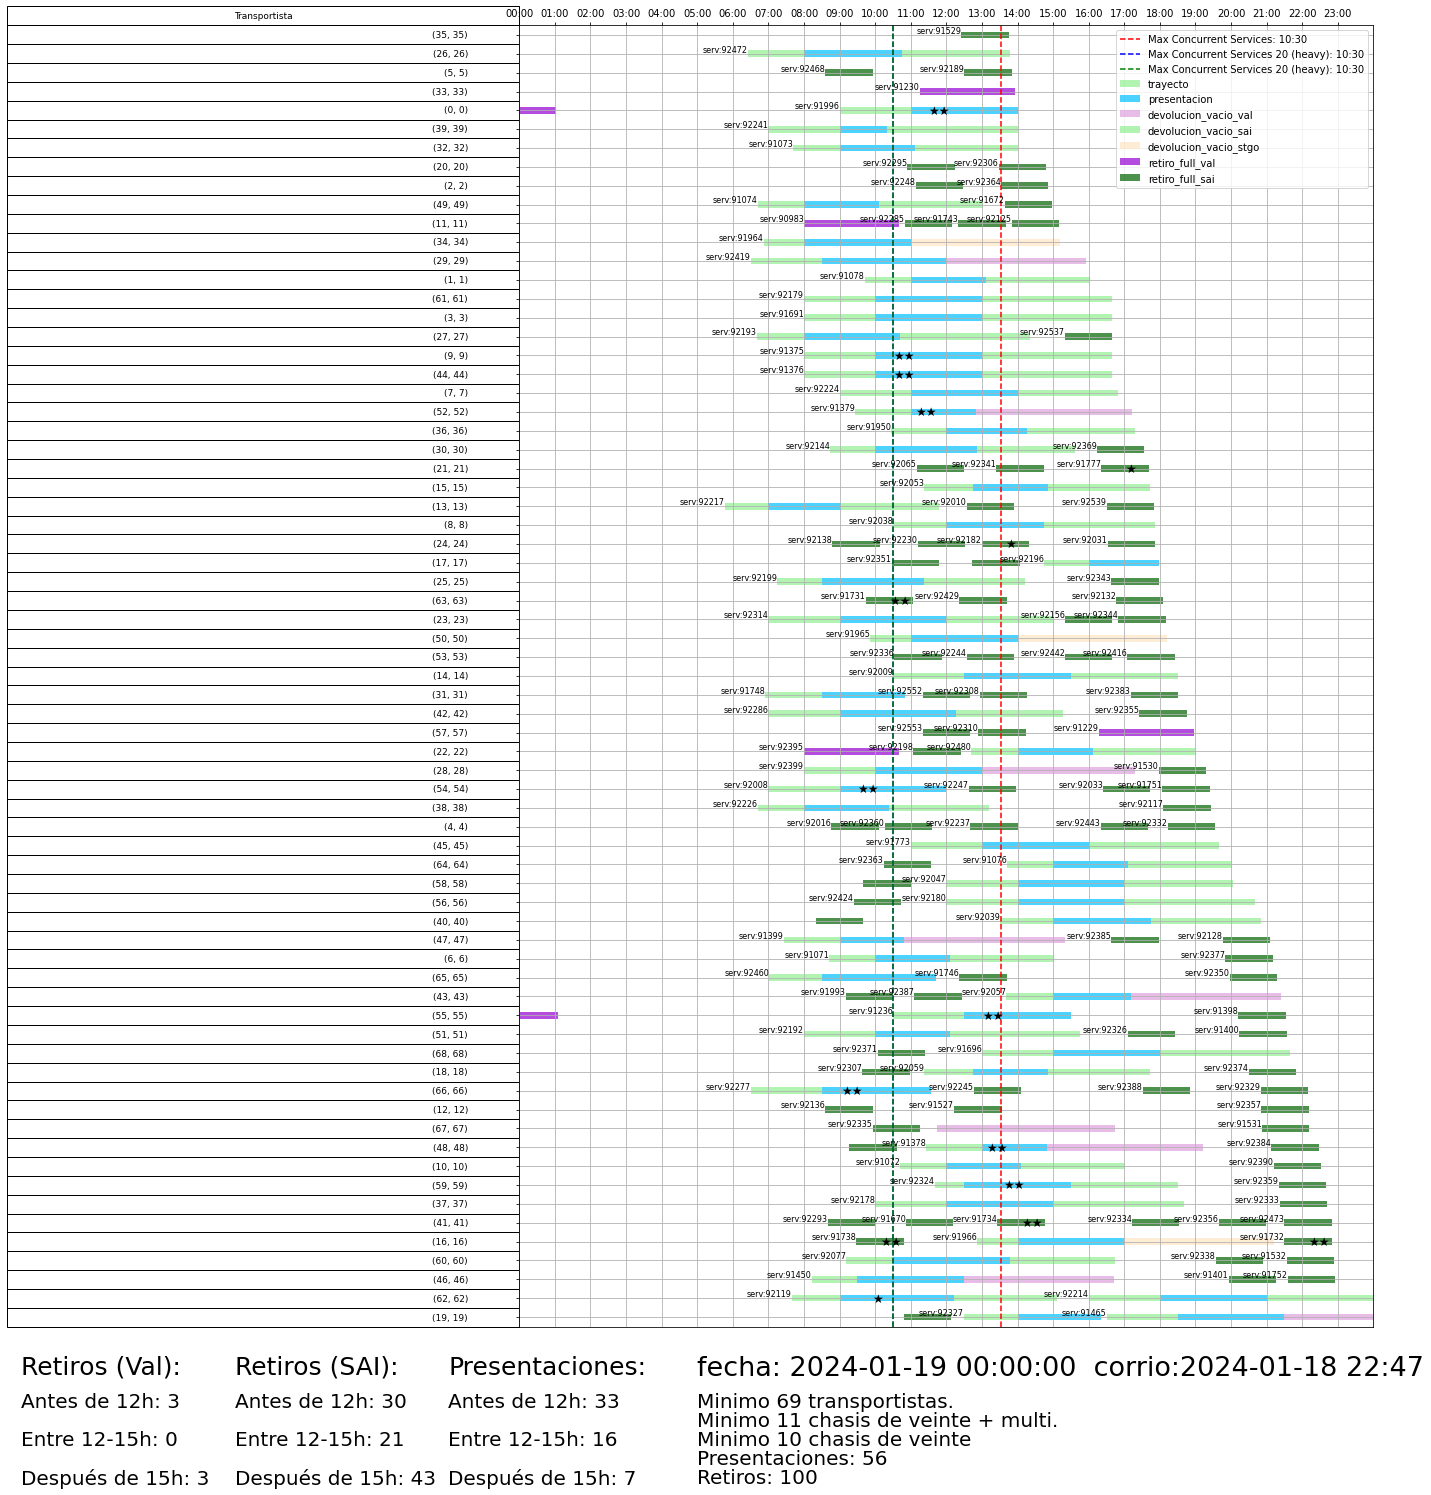 Transportista 00:00 01:00 02:00 03:00 04:00 05:00 06:00 07:00 08:00 09:00 10:00 11:00 12:00 13:00 14:00 15:00 16:00 17:00 18:00 19:00 20:00 21:00 22:00 23:00
(35, 35) serv:91529
(26, 26) serv:92472
(5, 5) serv:92468 serv:92189
(33, 33) serv:91230
(0, 0) serv:91996
(39, 39) serv:92241
(32, 32) serv:91073
(20, 20) serv:92295 serv:92306
(2, 2) serv:92248 serv:92364
(49, 49) serv:91074 serv:91672
(11, 11) serv:90983 serv:92285 serv:91743 serv:92125
(34, 34) serv:91964
(29, 29) serv:92419
(1, 1) serv:91078
(61, 61) serv:92179
(3, 3) serv:91691
(27, 27) serv:92193 serv:92537
(9, 9) serv:91375
(44, 44) serv:91376
(7, 7) serv:92224
(52, 52) serv:91379
(36, 36) serv:91950
(30, 30) serv:92144 serv:92369
(21, 21) serv:92065 serv:92341 serv:91777
(15, 15) serv:92053
(13, 13) serv:92217 serv:92010 serv:92539
(8, 8) serv:92038
(24, 24) serv:92138 serv:92230 serv:92182 serv:92031
(17, 17) serv:92351 serv:92196
(25, 25) serv:92199 serv:92343
(63, 63) serv:91731 serv:92429 serv:92132
(23, 23) serv:92314 serv:92156 serv:92344
(50, 50) serv:91965
(53, 53) serv:92336 serv:92244 serv:92442 serv:92416
(14, 14) serv:92009
(31, 31) serv:91748 serv:92552 serv:92308 serv:92383
(42, 42) serv:92286 serv:92355
(57, 57) serv:92553 serv:92310 serv:91229
(22, 22) serv:92395 serv:92198 serv:92480
(28, 28) serv:92399 serv:91530
(54, 54) serv:92008 serv:92247 serv:92033 serv:91751
(38, 38) serv:92226 serv:92117
(4, 4) serv:92016 serv:92360 serv:92237 serv:92443 serv:92332
(45, 45) serv:91773
(64, 64) serv:92363 serv:91076
(58, 58) serv:92047
(56, 56) serv:92424 serv:92180
(40, 40) serv:92039
(47, 47) serv:91399 serv:92385 serv:92128
(6, 6) serv:91071 serv:92377
(65, 65) serv:92460 serv:91746 serv:92350
(43, 43) serv:91993 serv:92387 serv:92057
(55, 55) serv:91236 serv:91398
(51, 51) serv:92192 serv:92326 serv:91400
(68, 68) serv:92371 serv:91696
(18, 18) serv:92307 serv:92059 serv:92374
(66, 66) serv:92277 serv:92245 serv:92388 serv:92329
(12, 12) serv:92136 serv:91527 serv:92357
(67, 67) serv:92335 serv:91531
(48, 48) serv:91378 serv:92384
(10, 10) serv:91072 serv:92390
(59, 59) serv:92324 serv:92359
(37, 37) serv:92178 serv:92333
(41, 41) serv:92293 serv:91670 serv:91734 serv:92334 serv:92356 serv:92473
(16, 16) serv:91738 serv:91966 serv:91732
(60, 60) serv:92077 serv:92338 serv:91532
(46, 46) serv:91450 serv:91401 serv:91752
(62, 62) serv:92119 serv:92214
(19, 19) serv:92327 serv:91465
Max Concurrent Services: 10:30
Max Concurrent Services 20 (heavy): 10:30
Max Concurrent Services 20 (heavy): 10:30
trayecto
presentacion
devolucion_vacio_val
devolucion_vacio_sai
devolucion_vacio_stgo
retiro_full_val
retiro_full_sai
Retiros (Val):
Antes de 12h: 3
Entre 12-15h: 0
Después de 15h: 3
Retiros (SAI):
Antes de 12h: 30
Entre 12-15h: 21
Después de 15h: 43
Presentaciones:
Antes de 12h: 33
Entre 12-15h: 16
Después de 15h: 7
fecha: 2024-01-19 00:00:00 corrio:2024-01-18 22:47
Minimo 69 transportistas.
Minimo 11 chasis de veinte + multi.
Minimo 10 chasis de veinte
Presentaciones: 56
Retiros: 100